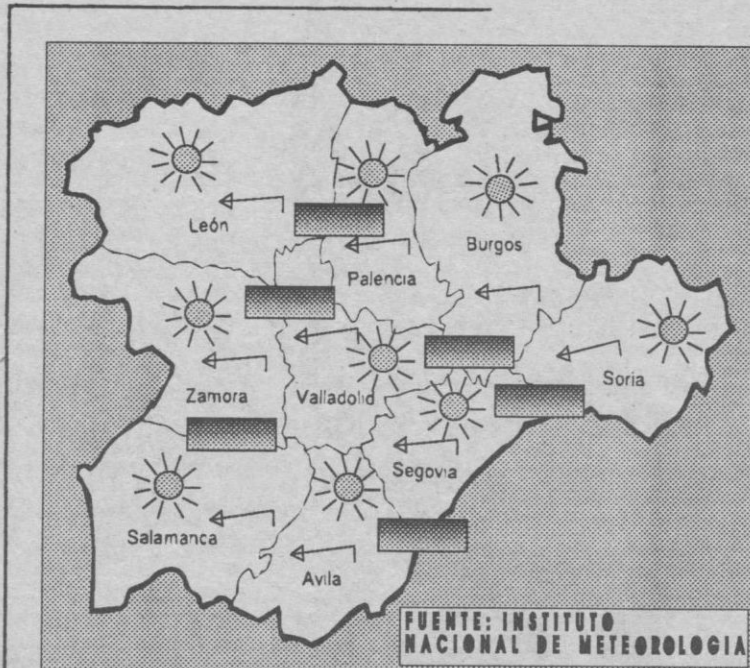 León
Burgos
Palencia
Soria
Zamora
Valladolid
Segovia
Salamanca
Avila
FUENTE: INSTITUTO
NACIONAL DE METEOROLOGIA